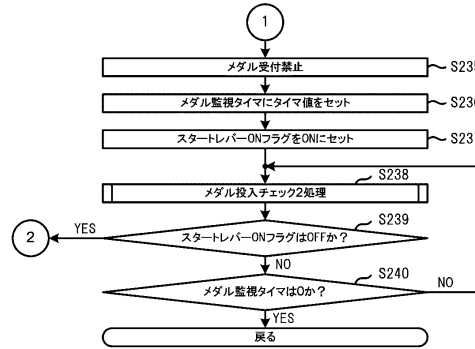 1
メダル受付禁止
S235
メダル監視タイマにタイマ値をセット
S236
スタートレバーONフラグをONにセット
S23
メダル投入チェック2処理
S238
スタートレバーONフラグはOFFか?
S239
YES
2
NO
メダル監視タイマは0か?
S240
NO
YES
戻る